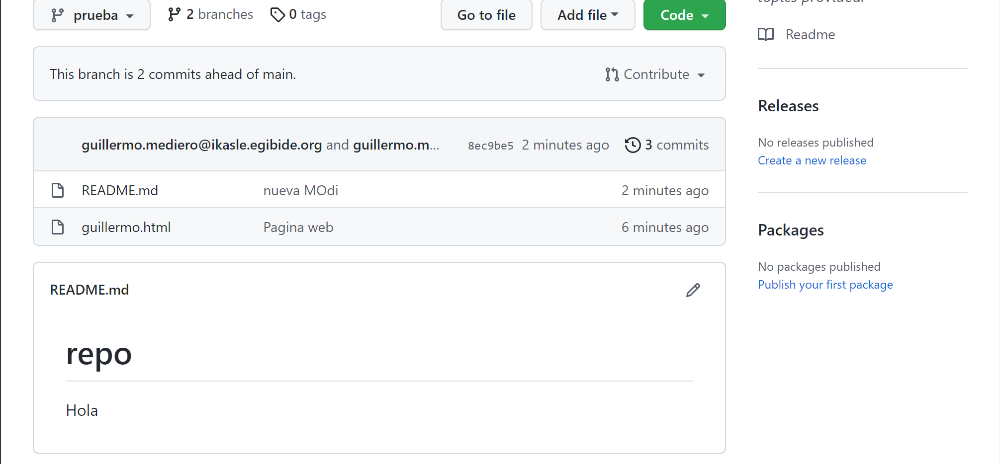 prueba
2 branches
0 tags
Go to file
Add file
Code
topics provided.
Readme
This branch is 2 commits ahead of main.
Contribute
guillermo.mediero@ikasle.egibide.org and guillermo.m...
8ec9be5 2 minutes ago
3 commits
README.md nueva MOdi 2 minutes ago
guillermo.html Pagina web 6 minutes ago
README.md
repo
Hola
Releases
No releases published
Create a new release
Packages
No packages published
Publish your first package